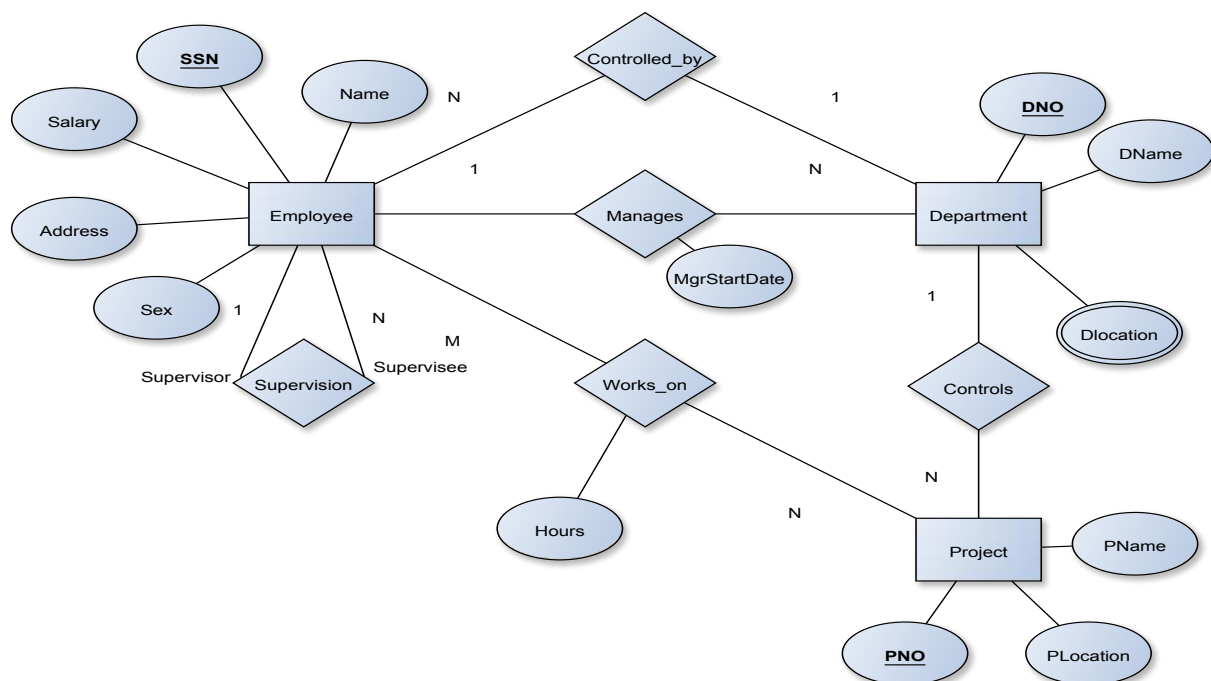 SSN
Controlled_by
Name
N
1
DNO
Salary
DName
1
N
Employee
Manages
Department
Address
MgrStartDate
Sex
1
N
1
Dlocation
M
Supervisor
Supervisee
Supervision
Works_on
Controls
N
Hours
N
Project
PName
PNO
PLocation